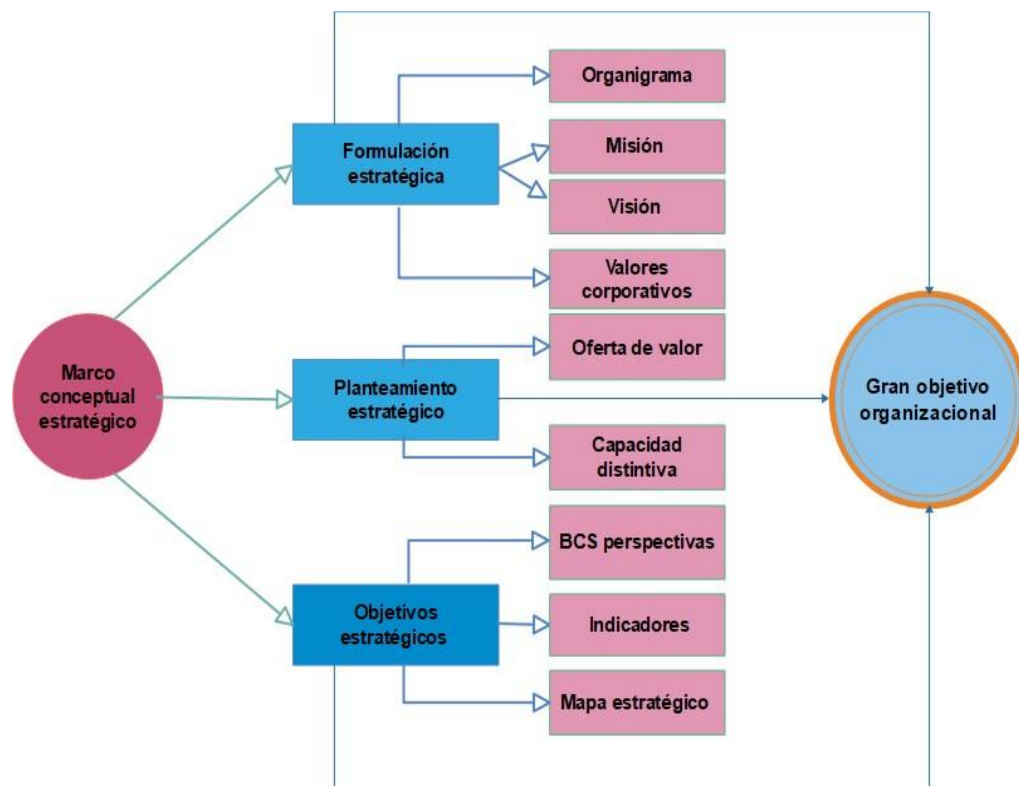 Marco
conceptual
estratégico
Formulación
estratégica
Organigrama
Misión
Visión
Valores
corporativos
Planteamiento
estratégico
Oferta de valor
Capacidad
distintiva
Objetivos
estratégicos
BCS perspectivas
Indicadores
Mapa estratégico
Gran objetivo
organizacional